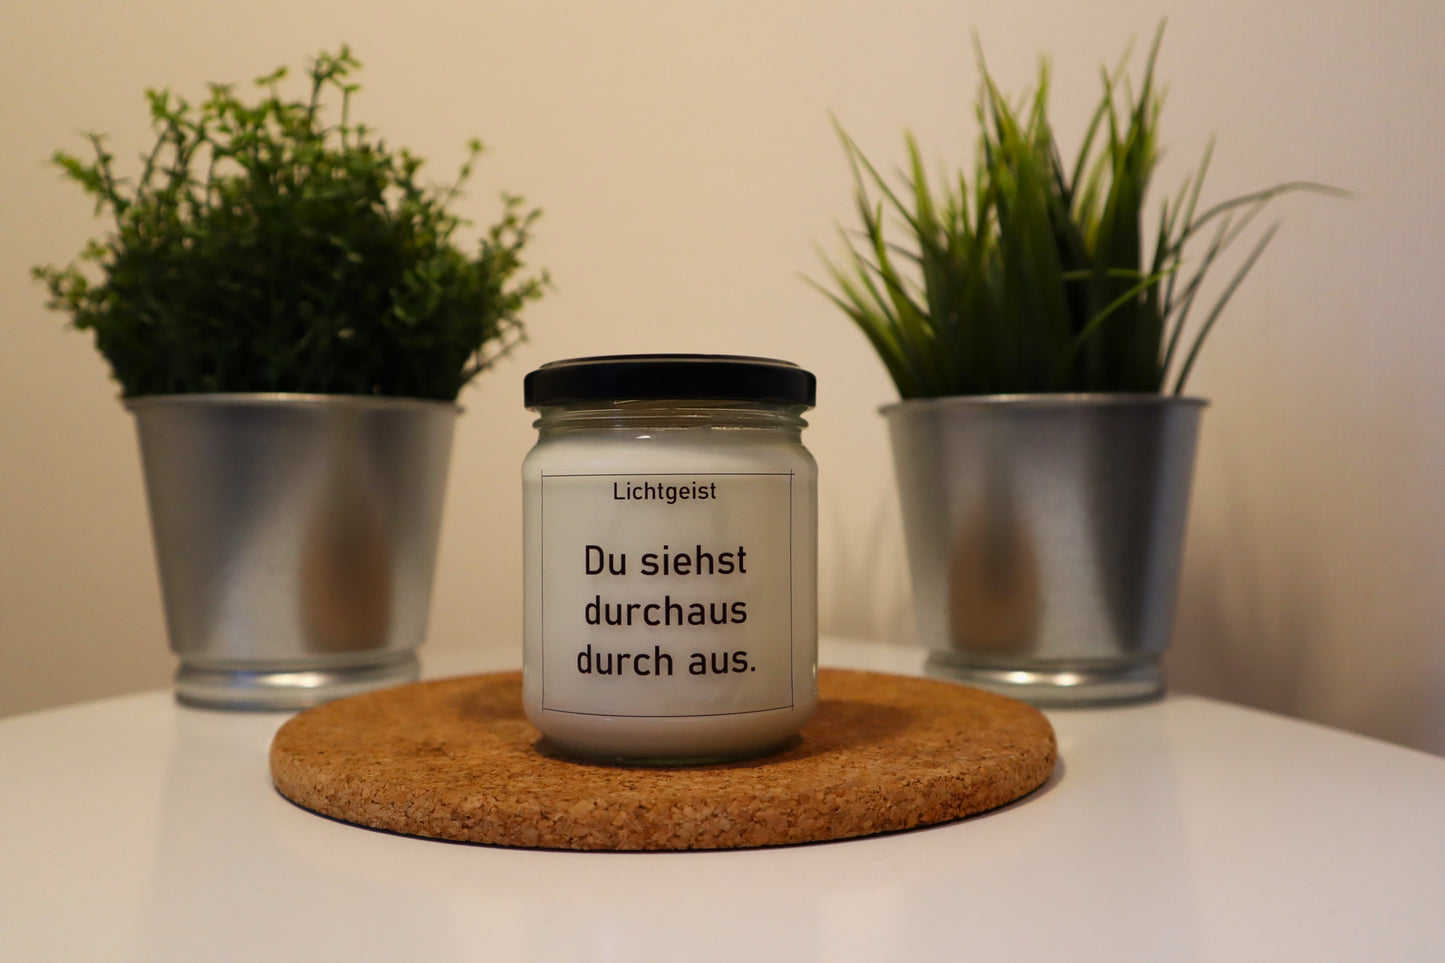 Lichtgeist
Du siehst
durchaus
durch aus.